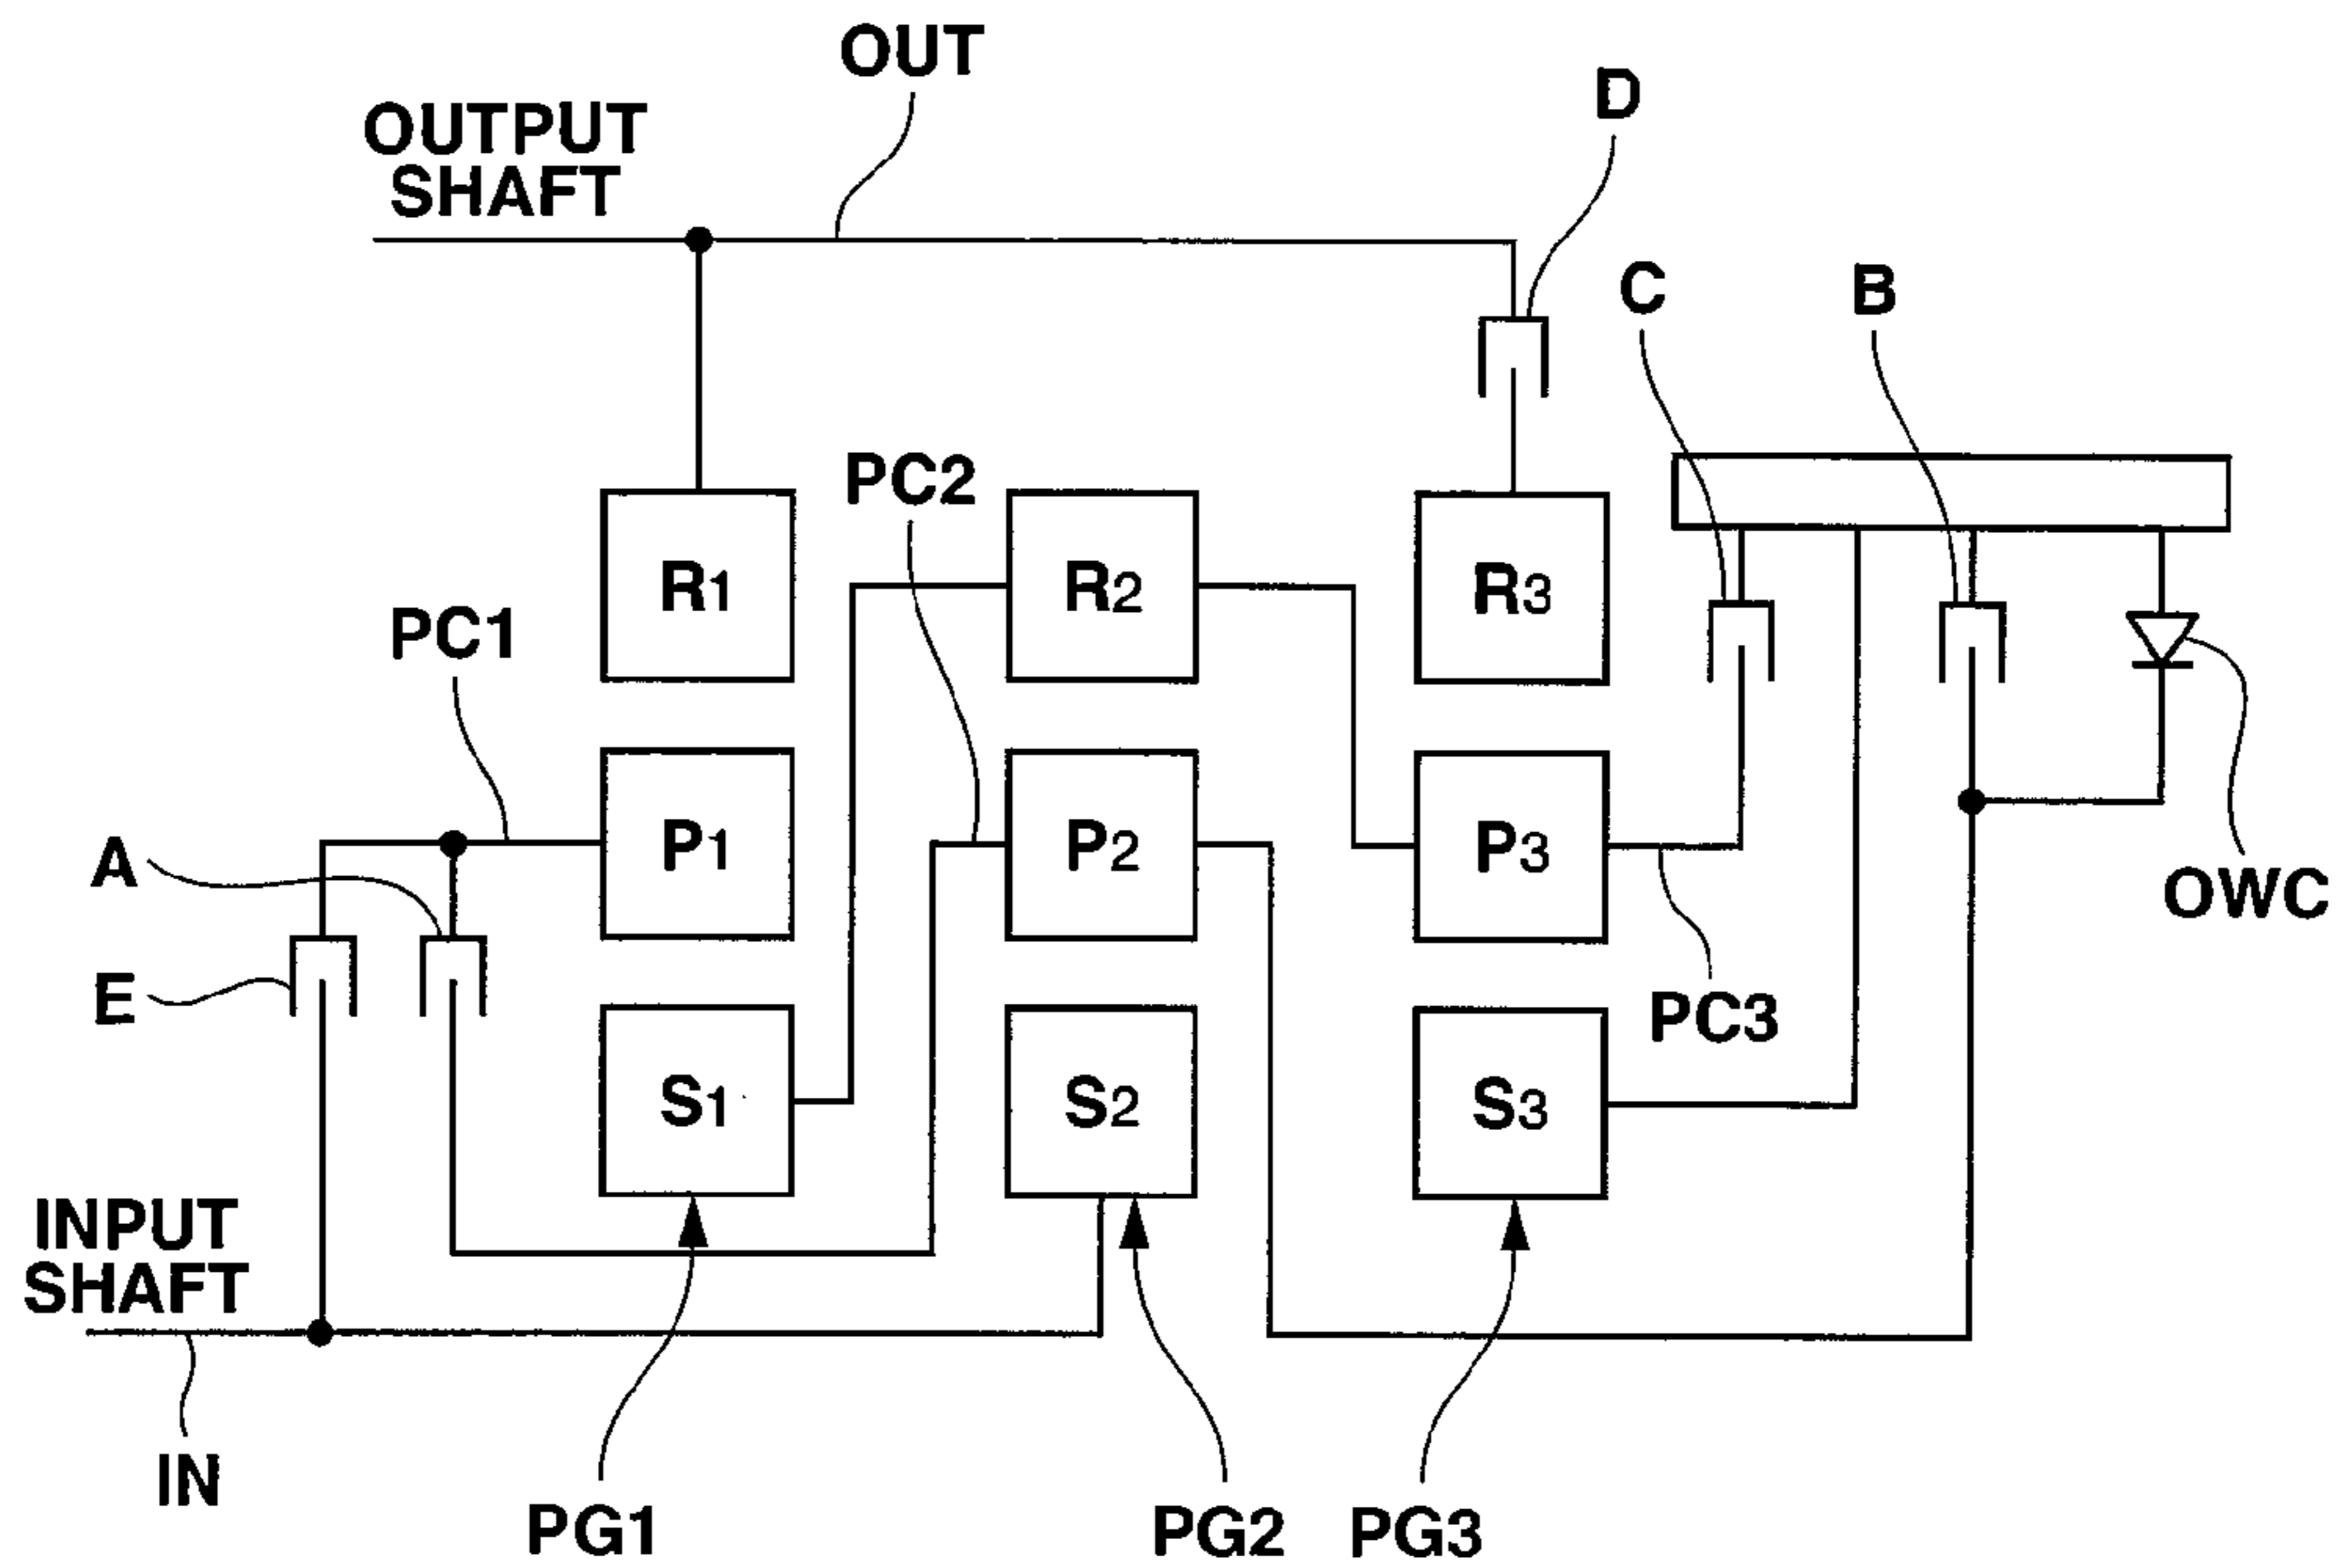 OUT
D
OUTPUT
SHAFT
C
B
PC2
R1
R2
R3
PC1
A
P1
P2
P3
OWC
E
PC3
S1
S2
S3
INPUT
SHAFT
IN
PG1
PG2
PG3